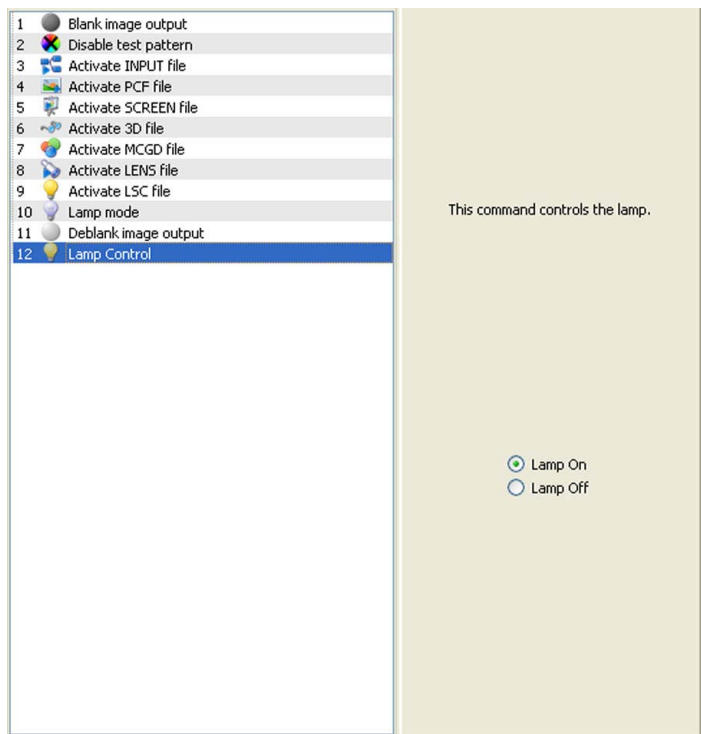 1 Blank image output
2 Disable test pattern
3 Activate INPUT file
4 Activate PCF file
5 Activate SCREEN file
6 Activate 3D file
7 Activate MCGD file
8 Activate LENS file
9 Activate LSC file
10 Lamp mode
11 Deblank image output
12 Lamp Control
This command controls the lamp.
Lamp On
Lamp Off